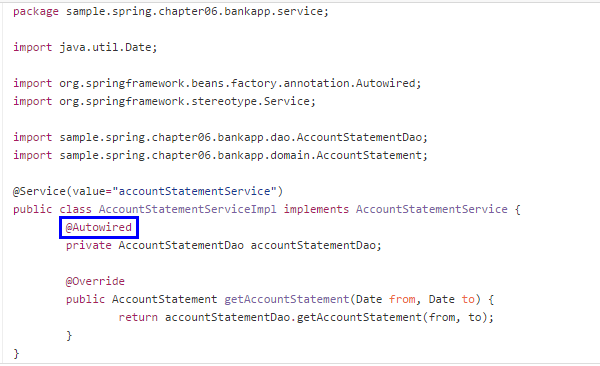 package sample.spring.chapter06.bankapp.service;
import java.util.Date;
import org.springframework.beans.factory.annotation.Autowired;
import org.springframework.stereotype.Service;
import sample.spring.chapter06.bankapp.dao.AccountStatementDao;
import sample.spring.chapter06.bankapp.domain.AccountStatement;
@Service(value="accountStatementService")
public class AccountStatementServiceImpl implements AccountStatementService {
@Autowired
private AccountStatementDao accountStatementDao;
@Override
public AccountStatement getAccountStatement(Date from, Date to) {
return accountStatementDao.getAccountStatement(from, to);
}
}